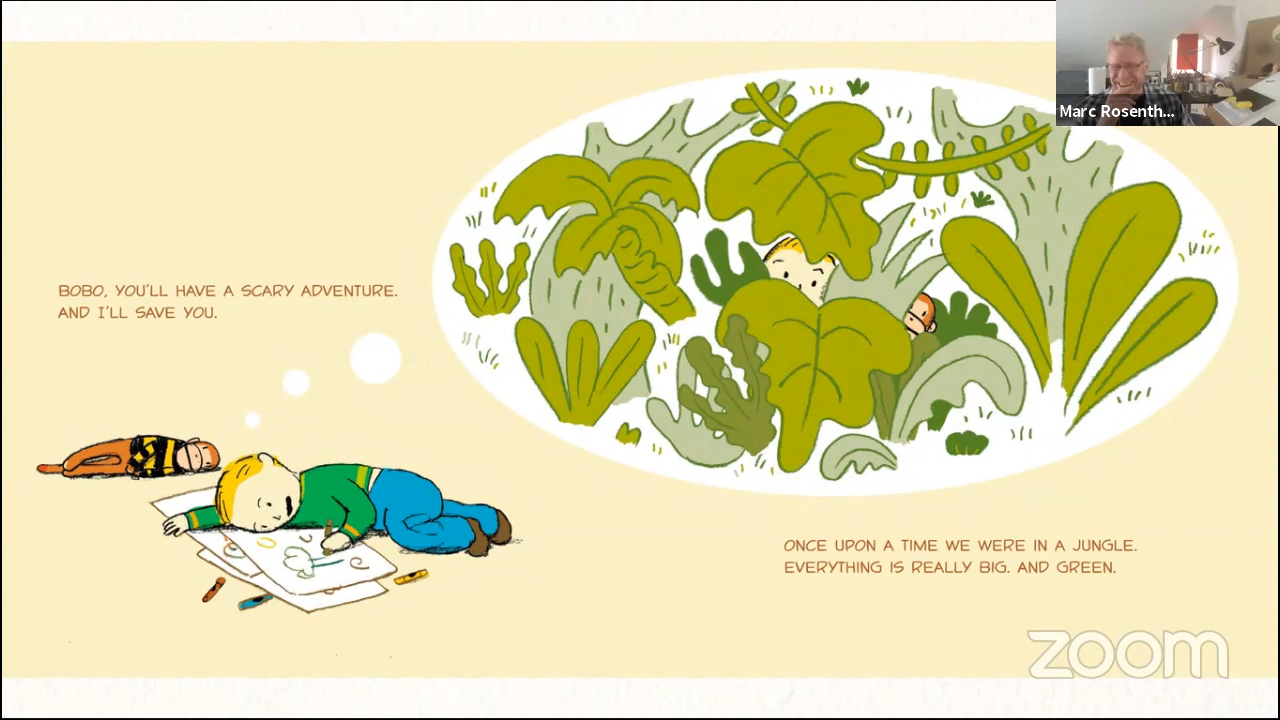 Marc Rosenth...
BOBO, YOU'LL HAVE A SCARY ADVENTURE.
AND I'LL SAVE YOU.
ONCE UPON A TIME WE WERE IN A JUNGLE.
EVERYTHING IS REALLY BIG. AND GREEN.
zoom